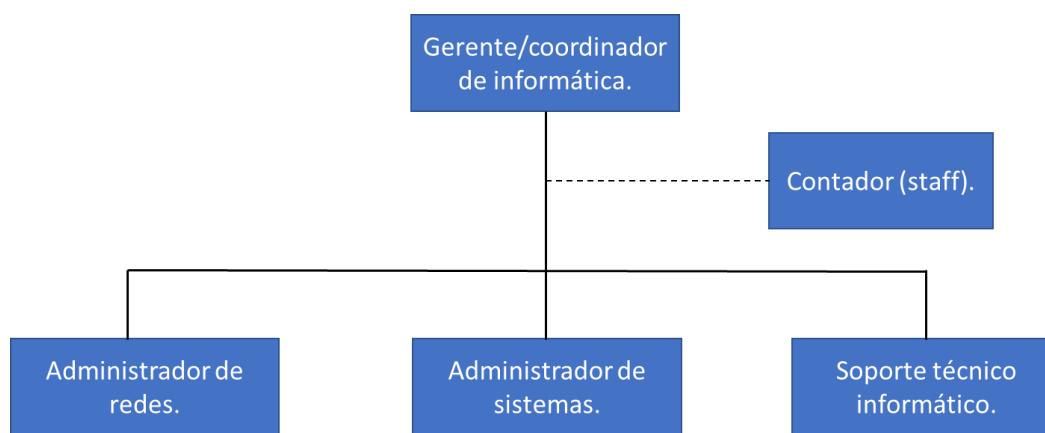 Gerente/coordinador
de informática.
Contador (staff).
Administrador de
redes.
Administrador de
sistemas.
Soporte técnico
informático.